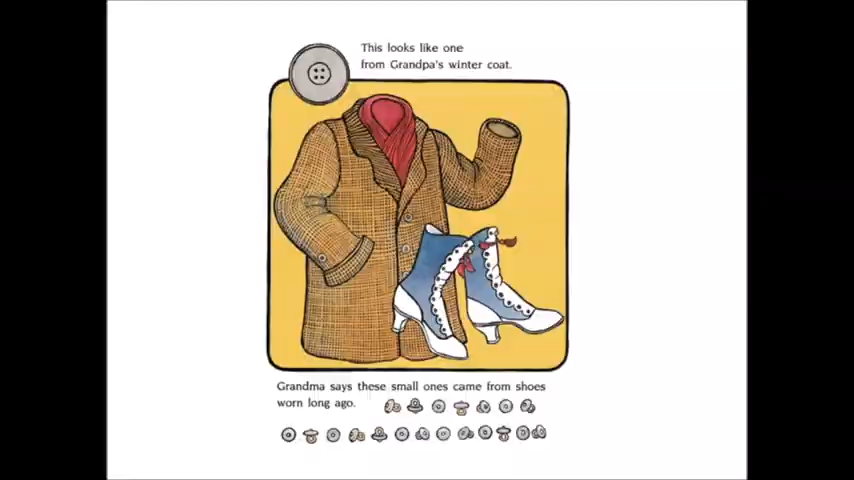 This looks like one
from Grandpa's winter coat.
Grandma says these small ones came from shoes
worn long ago.